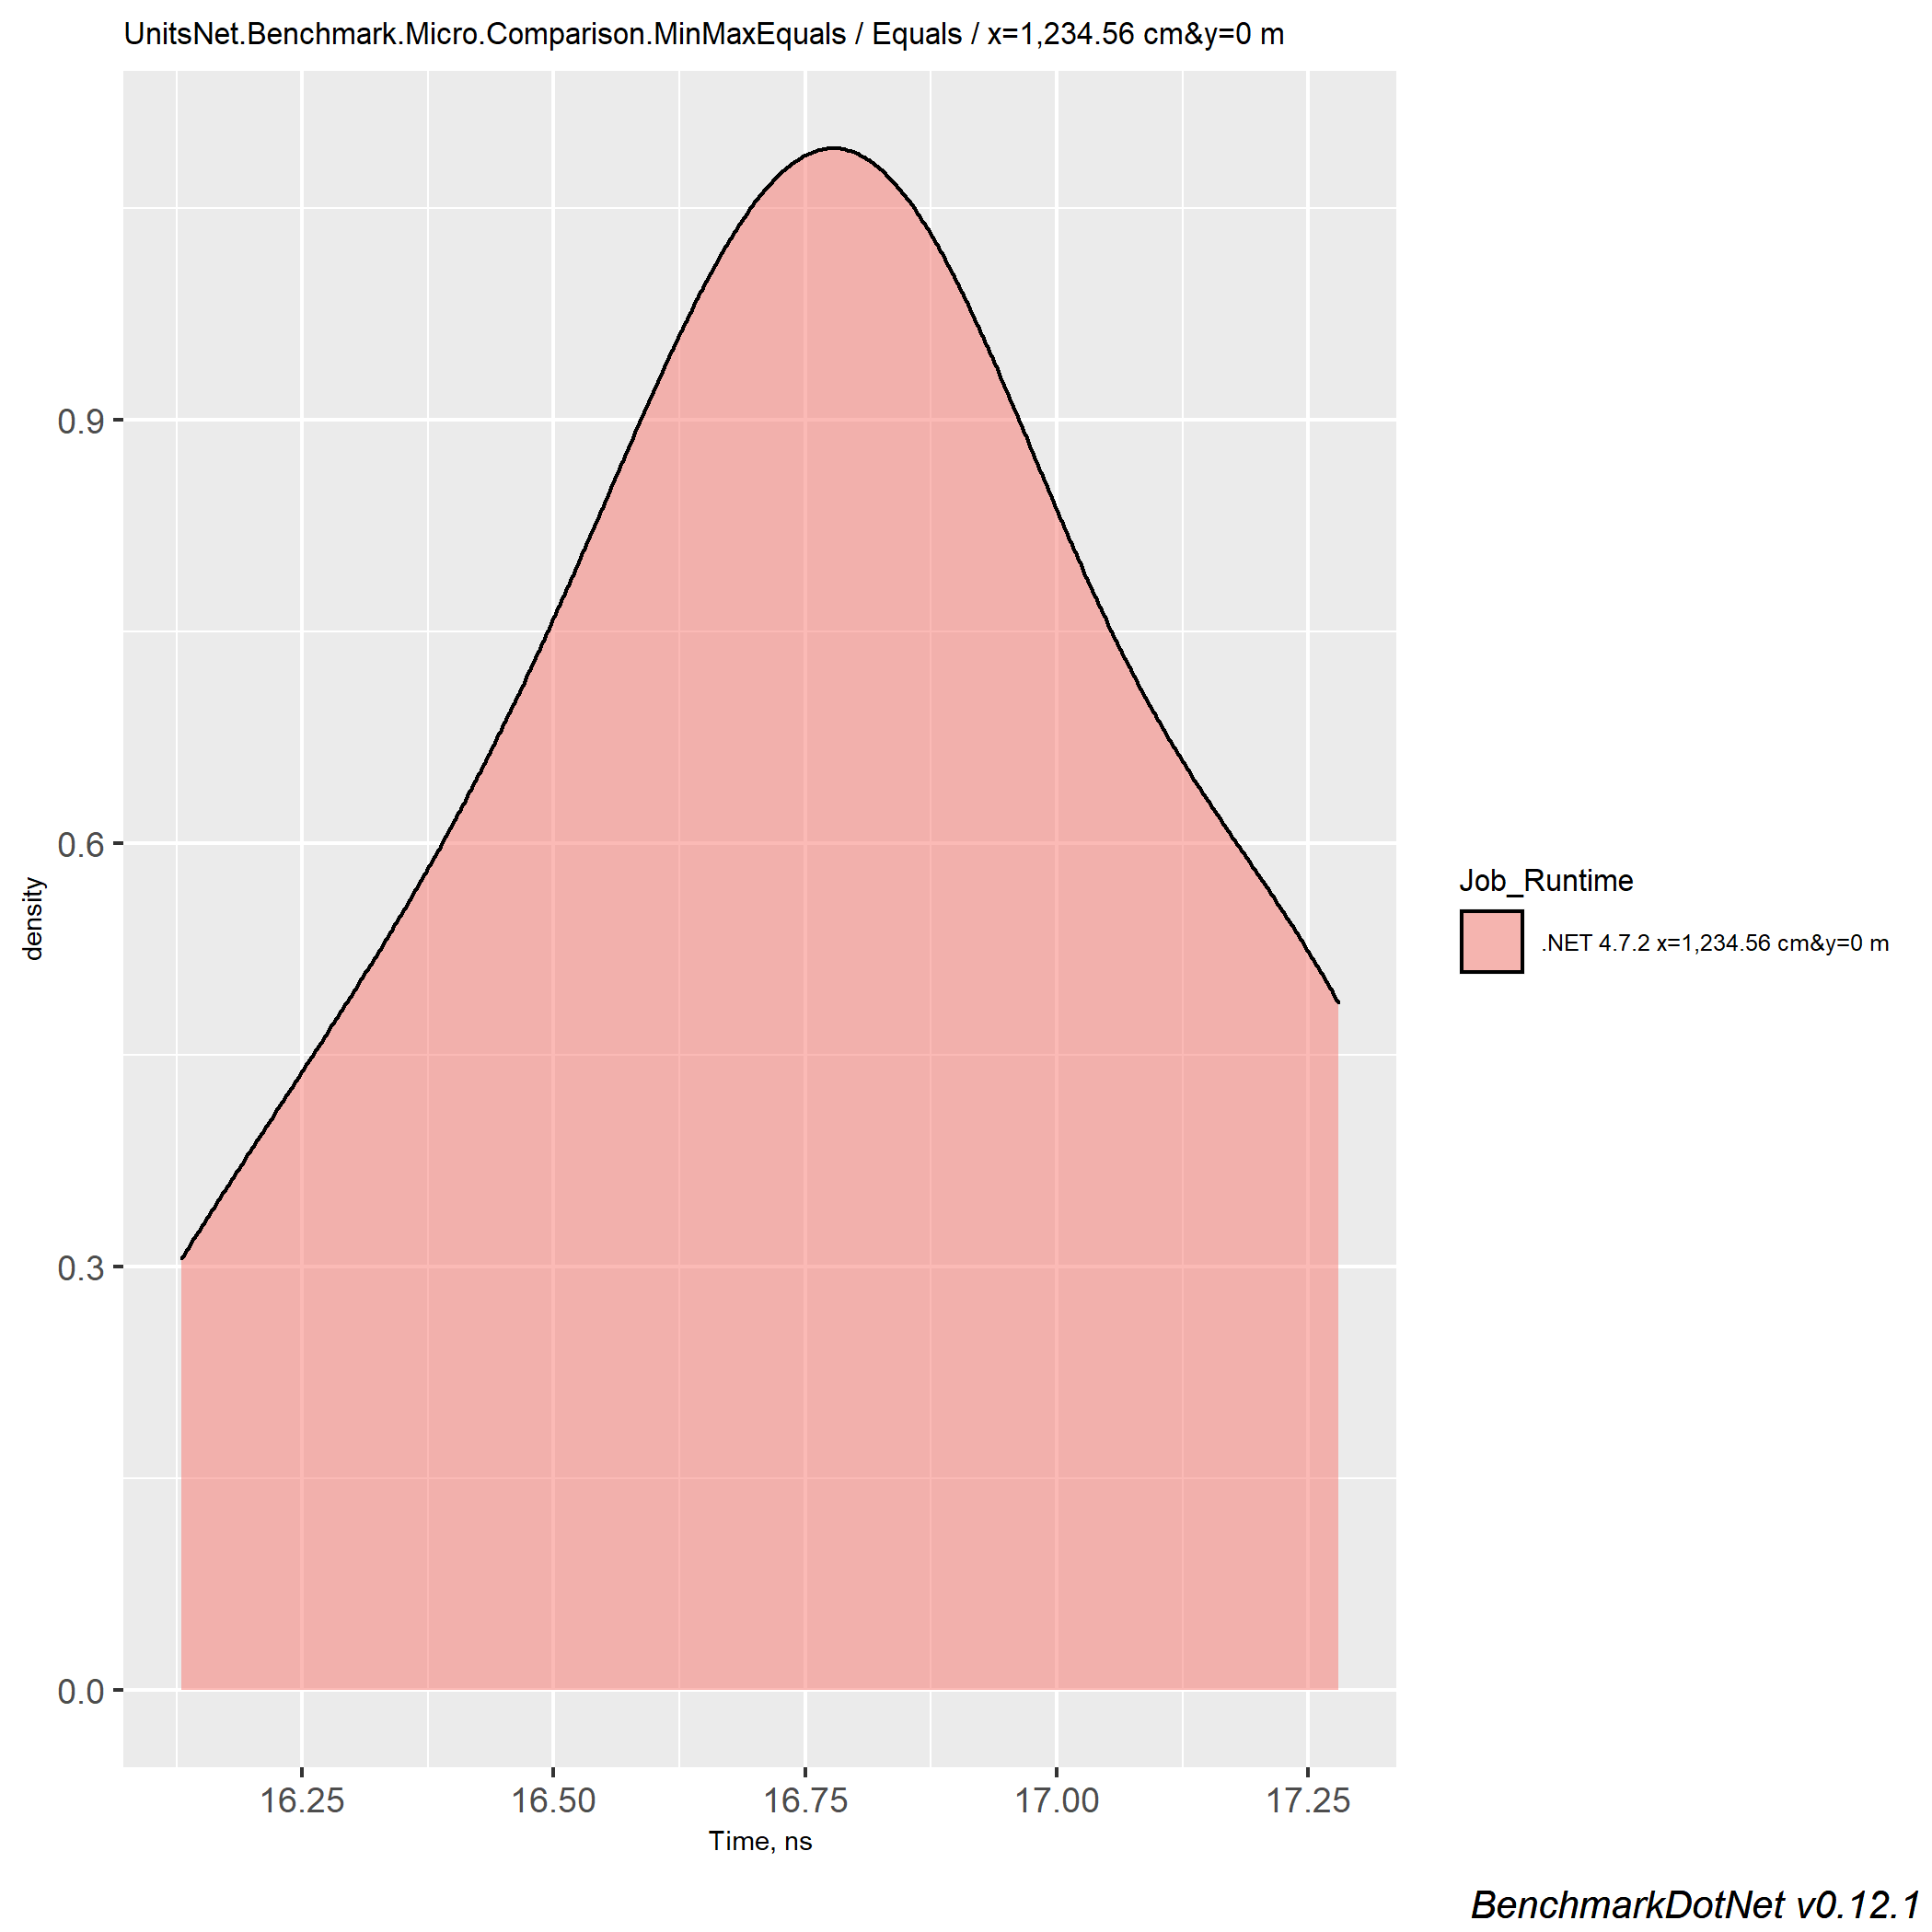 UnitsNet.Benchmark.Micro.Comparison.MinMaxEquals / Equals / x=1,234.56 cm&y=0 m
0.9
0.6
0.3
0.0
density
16.25 16.50 16.75 17.00 17.25
Time, ns
Job_Runtime
.NET 4.7.2 x=1,234.56 cm&y=0 m
BenchmarkDotNet v0.12.1